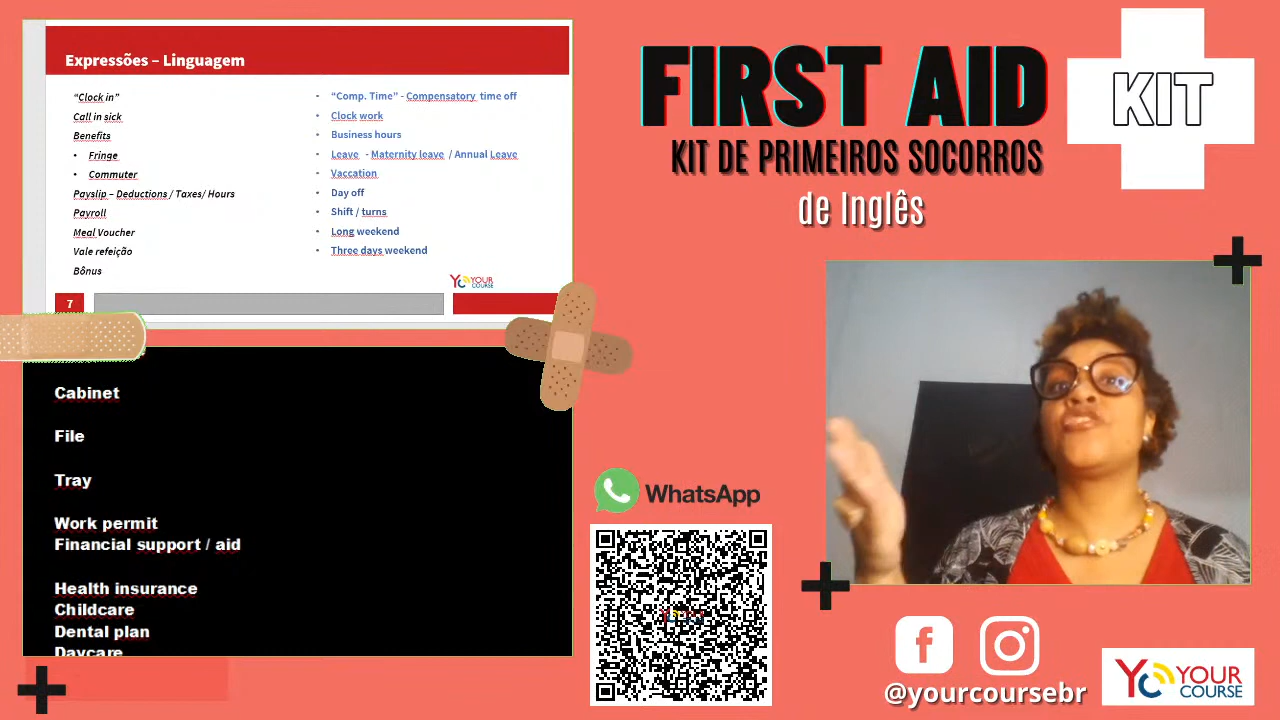 Expressões – Linguagem
“Clock in”
Call in sick
Benefits
• Fringe
• Commuter
Payslip – Deductions / Taxes/ Hours
Payroll
Meal Voucher
Vale refeição
Bônus
• “Comp. Time” - Compensatory time off
• Clock work
• Business hours
• Leave - Maternity leave / Annual Leave
• Vaccation
• Day off
• Shift / turns
• Long weekend
• Three days weekend
YC YOUR COURSE
7
Cabinet
File
Tray
Work permit
Financial support / aid
Health insurance
Childcare
Dental plan
Daycare
FIRST AID
KIT
KIT DE PRIMEIROS SOCORROS
de Inglês
WhatsApp
@yourcoursebr
YC YOUR
COURSE